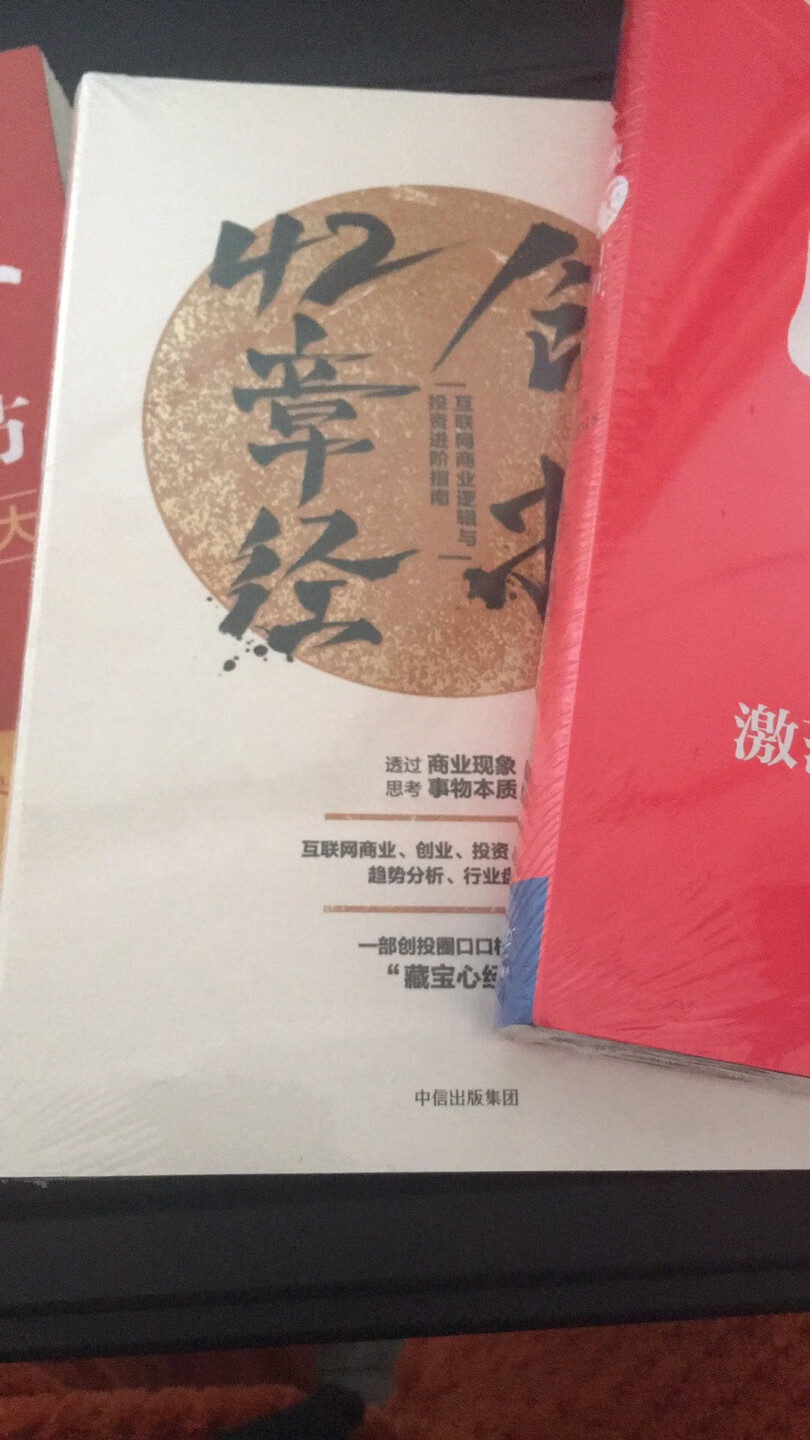 42
章
经
互联网商业逻辑与
投资进阶指南
透过 商业现象
思考 事物本质
互联网商业、创业、投资
趋势分析、行业
一部创投圈口口
“藏宝心
中信出版集团
大
激